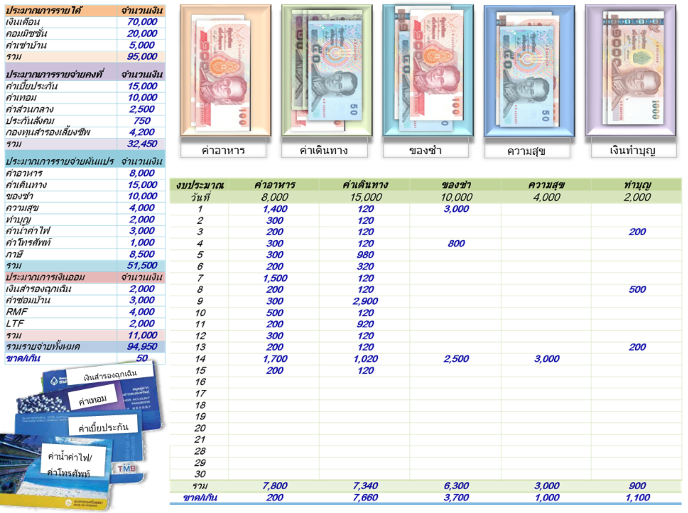 ประมาณการรายได้ จำนวนเงิน
เงินเดือน 70,000
คอมมิชชั่น 20,000
ค่าเช่าบ้าน 5,000
รวม 95,000
ประมาณการรายจ่ายคงที่ จำนวนเงิน
ค่าเบี้ยประกัน 15,000
ค่าเทอม 10,000
ค่าส่วนกลาง 2,500
ประกันสังคม 750
กองทุนสำรองเลี้ยงชีพ 4,200
รวม 32,450
ประมาณการรายจ่ายผันแปร จำนวนเงิน
ค่าอาหาร 8,000
ค่าเดินทาง 15,000
ของชำ 10,000
ความสุข 4,000
ทำบุญ 2,000
ค่าน้ำค่าไฟ 3,000
ค่าโทรศัพท์ 1,000
ภาษี 8,500
รวม 51,500
ประมาณการเงินออม จำนวนเงิน
เงินสำรองฉุกเฉิน 2,000
ค่าซ่อมบ้าน 3,000
RMF 4,000
LTF 2,000
รวม 11,000
รวมรายจ่ายทั้งหมด 94,950
ขาด/เกิน 50
เงินสำรองฉุกเฉิน
ค่าเทอม
ค่าเบี้ยประกัน
ค่าน้ำค่าไฟ/
ค่าโทรศัพท์
TMB
100 50 100 50 1000
ค่าอาหาร ค่าเดินทาง ของชำ ความสุข เงินทำบุญ
งบประมาณ ค่าอาหาร ค่าเดินทาง ของชำ ความสุข ทำบุญ
วันที่ 8,000 15,000 10,000 4,000 2,000
1 1,400 120 3,000
2 300 120
3 200 120 200
4 300 120 800
5 300 980
6 200 320
7 1,500 120
8 200 120 500
9 300 2,900
10 500 120
11 200 920
12 300 120
13 200 120 200
14 1,700 1,020 2,500 3,000
15 200 120
16
17
18
19
20
21
28
29
30
รวม 7,800 7,340 6,300 3,000 900
ขาด/เกิน 200 7,660 3,700 1,000 1,100